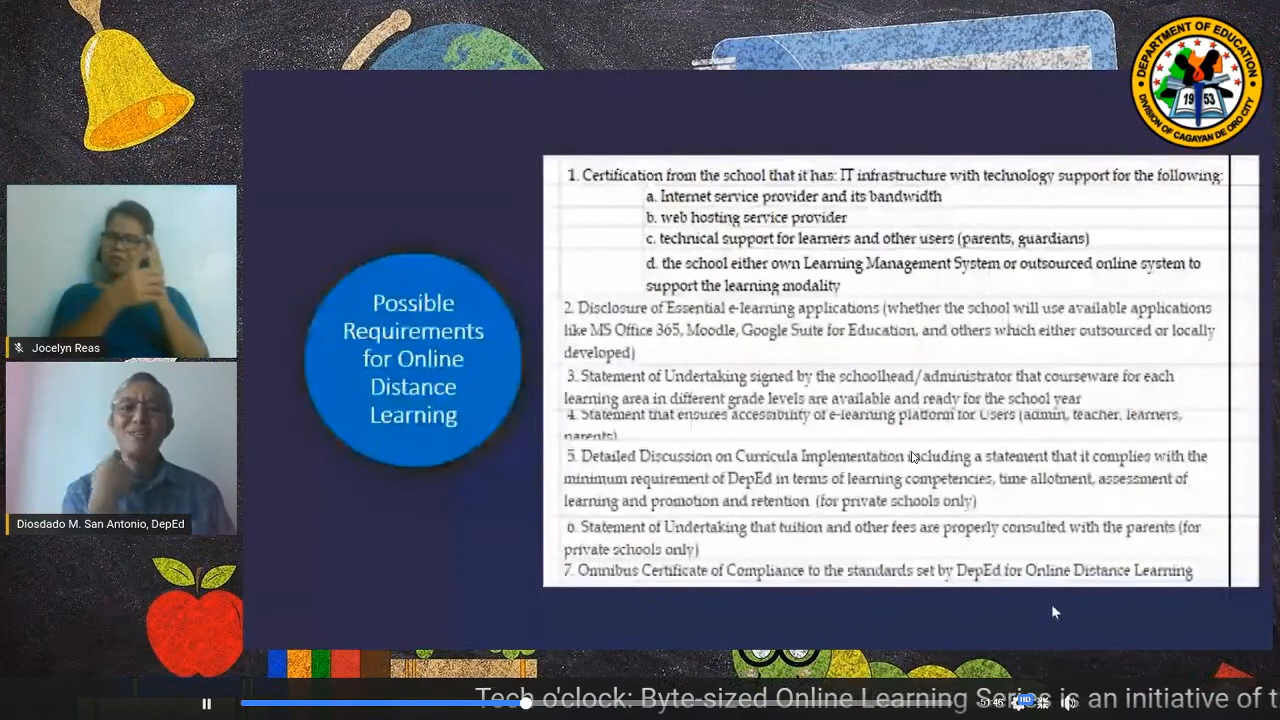 DEPARTMENT OF EDUCATION
19 53
DIVISION OF CAGAYAN DE ORO CITY
Jocelyn Reas
Diosdado M. San Antonio, DepEd
Possible
Requirements
for Online
Distance
Learning
1. Certification from the school that it has: IT infrastructure with technology support for the following:
a. Internet service provider and its bandwidth
b. web hosting service provider
c. technical support for learners and other users (parents, guardians)
d. the school either own Learning Management System or outsourced online system to
support the learning modality
2. Disclosure of Essential e-learning applications (whether the school will use available applications
like MS Office 365, Moodle, Google Suite for Education, and others which either outsourced or locally
developed)
3. Statement of Undertaking signed by the schoolhead/administrator that courseware for each
learning area in different grade levels are available and ready for the school year
4. Statement that ensures accessibility of e-learning platform for Users (admin, teacher, learners,
parents)
5. Detailed Discussion on Curricula Implementation including a statement that it complies with the
minimum requirement of DepEd in terms of learning competencies, time allotment, assessment of
learning and promotion and retention (for private schools only)
6. Statement of Undertaking that tuition and other fees are properly consulted with the parents (for
private schools only)
7. Omnibus Certificate of Compliance to the standards set by DepEd for Online Distance Learning
Tech o'clock: Byte-sized Online Learning Series is an initiative of t
51:46
HD